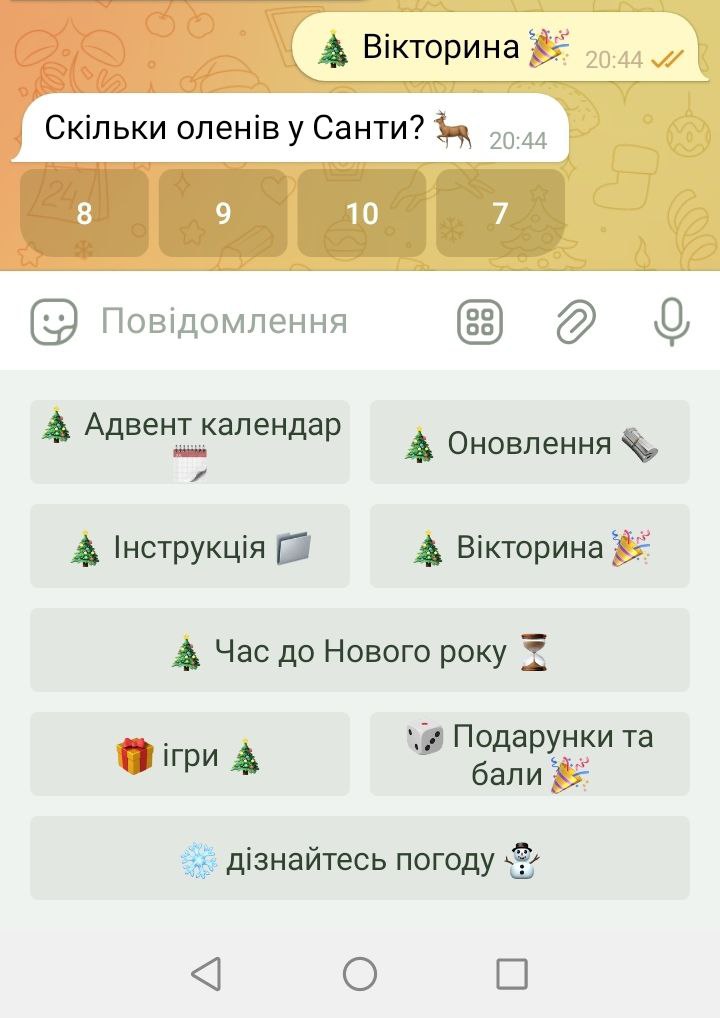 🎄 Вікторина 🎉 20:44
Скільки оленів у Санти? 🦌 20:44
8 9 10 7
Повідомлення
🎄 Адвент календар
🗓
🎄 Оновлення 🗞
🎄 Інструкція 📁
🎄 Вікторина 🎉
🎄 Час до Нового року ⏳
🎁 ігри 🎄
🎲 Подарунки та
бали 🎉
❄️ дізнайтесь погоду ⛄